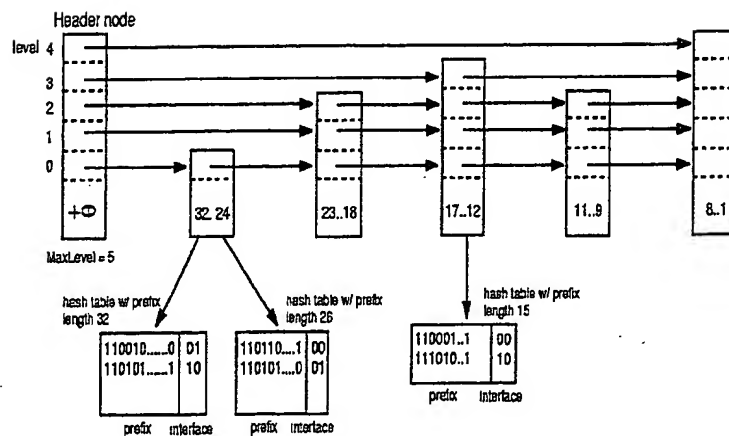 Header node
level 4
3
2
1
0
+θ
32..24
23..18
17..12
11..9
8..1
MaxLevel = 5
hash table w/ prefix
length 32
hash table w/ prefix
length 26
hash table w/ prefix
length 15
110010......0 01
110101......1 10
110110....1 00
110101....0 01
110001..1 00
111010..1 10
prefix interface
prefix interface
prefix interface